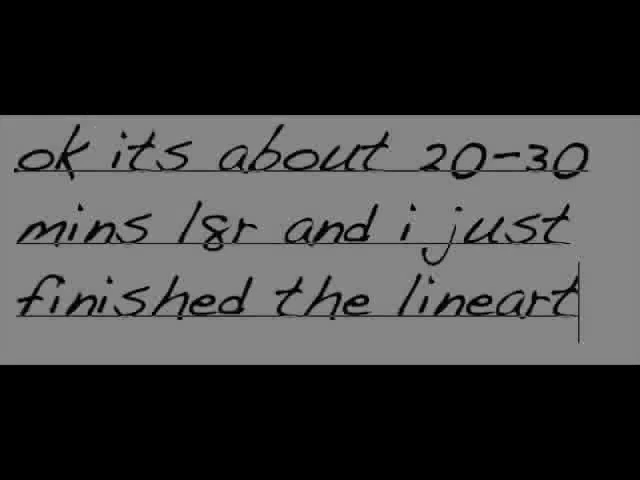 ok its about 20-30
mins l8r and i just
finished the lineart